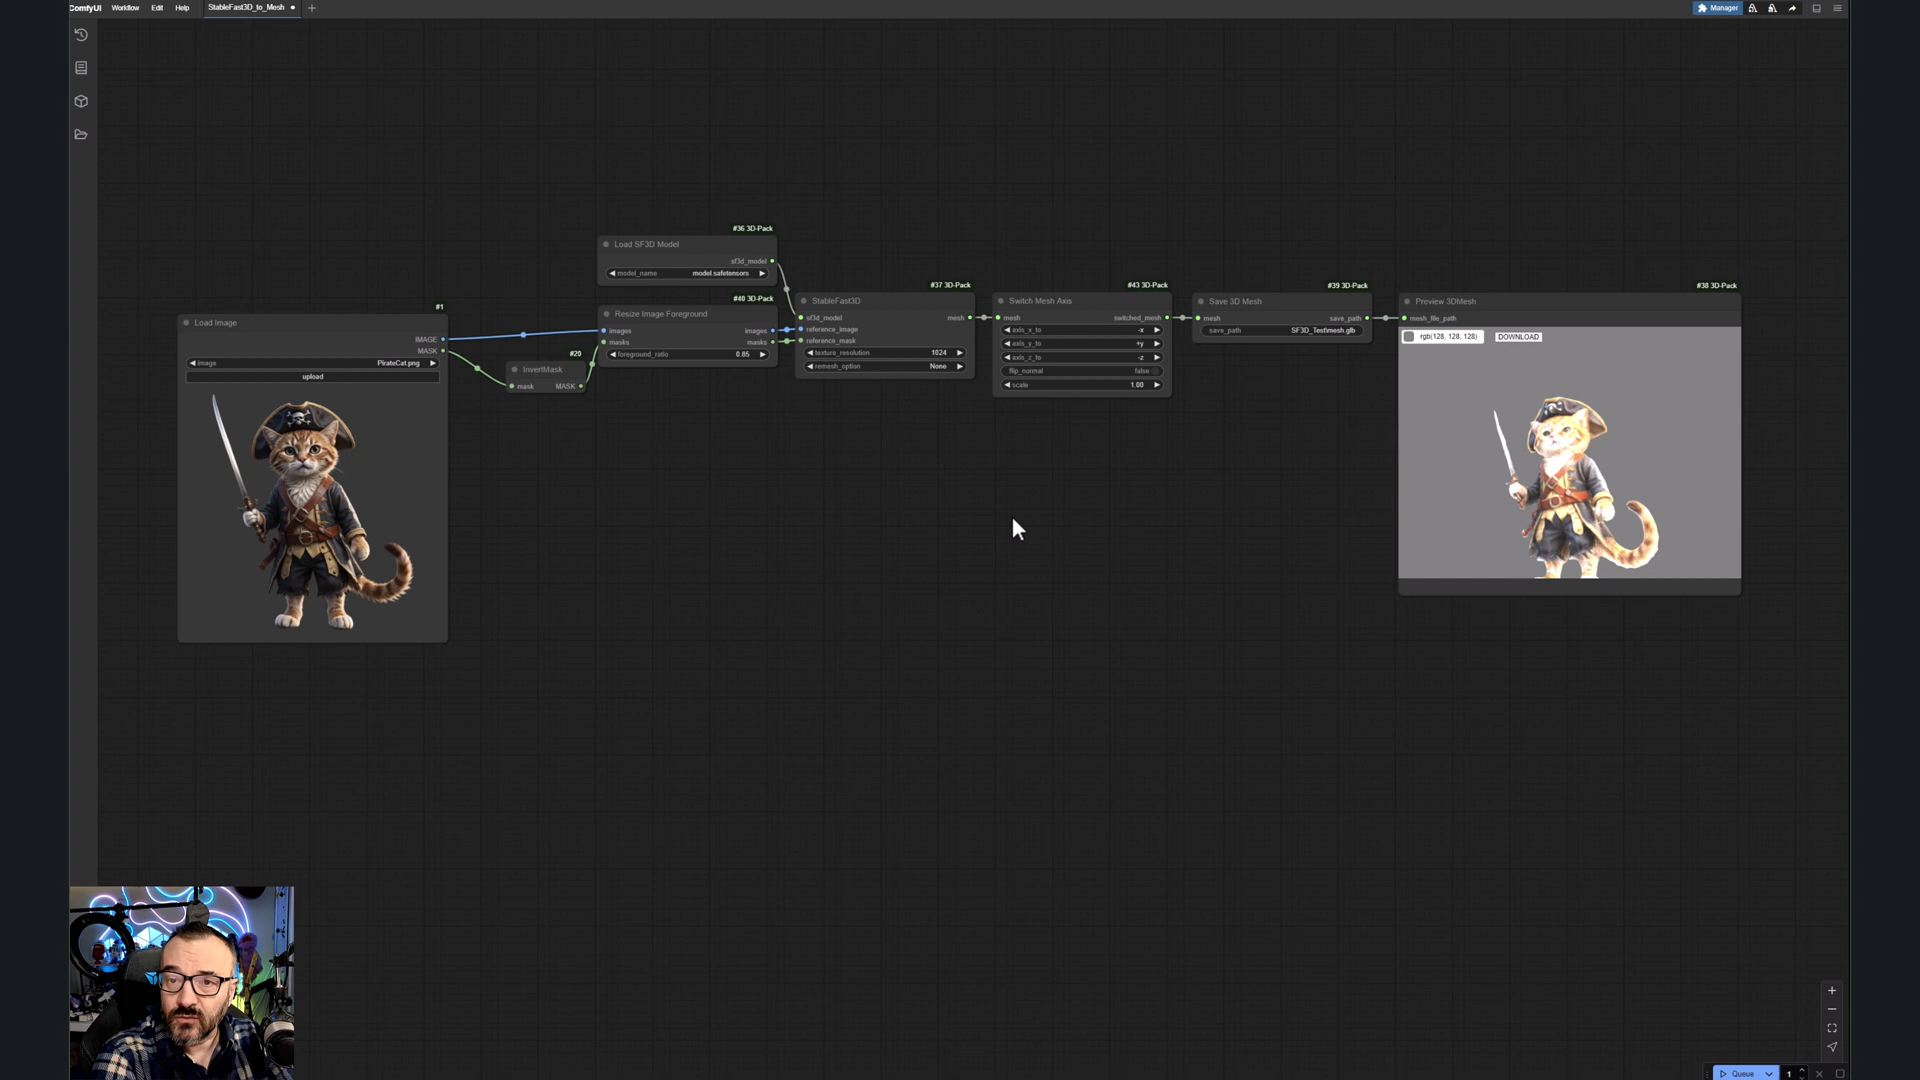 ComfyUI Workflow Edit Help StableFast3D_to_Mesh
Manager
#36 3D-Pack
Load SF3D Model
sf3d_model
model_name model.safetensors
#1
Load Image
IMAGE
MASK
image PirateCat.png
upload
#20
InvertMask
mask MASK
#40 3D-Pack
Resize Image Foreground
images images
masks masks
foreground_ratio 0.85
#37 3D-Pack
StableFast3D
sf3d_model mesh
reference_image
reference_mask
texture_resolution 1024
remesh_option None
#43 3D-Pack
Switch Mesh Axis
mesh switched_mesh
axis_x_to -x
axis_y_to +y
axis_z_to -z
flip_normal false
scale 1.00
#39 3D-Pack
Save 3D Mesh
mesh save_path
save_path SF3D_Test\mesh.glb
#38 3D-Pack
Preview 3DMesh
mesh_file_path
rgb(128, 128, 128) DOWNLOAD
Queue 1